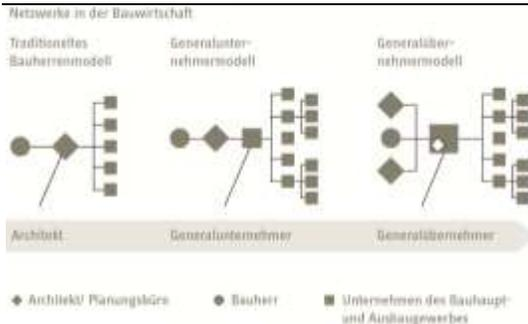 Netzwerke in der Bauwirtschaft
Traditionelles
Bauherrenmodell
Generalunter-
nehmermodell
Generalüber-
nehmermodell
Architekt
Generalunternehmer
Generalübernehmer
Architekt/ Planungsbüro
Bauherr
Unternehmen des Bauhaupt-
und Ausbaugewerbes